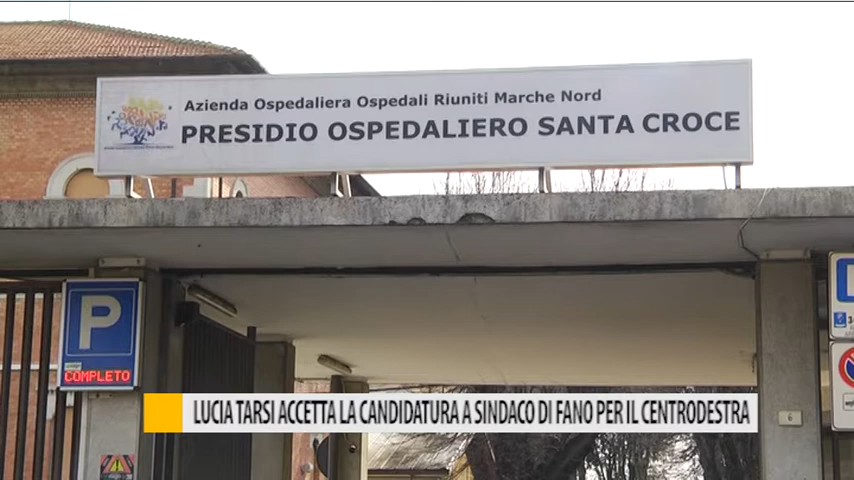 Azienda Ospedaliera Ospedali Riuniti Marche Nord
PRESIDIO OSPEDALIERO SANTA CROCE
P
COMPLETO
LUCIA TARSI ACCETTA LA CANDIDATURA A SINDACO DI FANO PER IL CENTRODESTRA
6